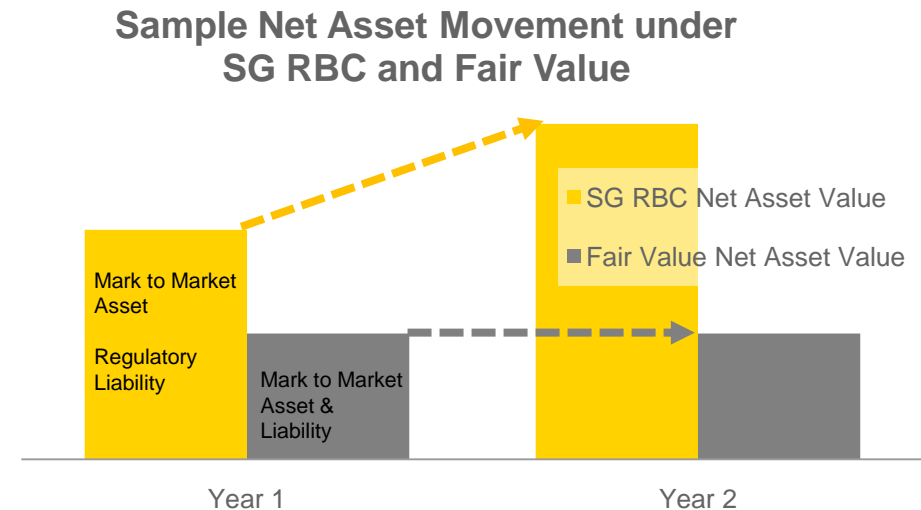 Sample Net Asset Movement under
SG RBC and Fair Value
SG RBC Net Asset Value
Fair Value Net Asset Value
Mark to Market
Asset
Regulatory
Liability
Mark to Market
Asset &
Liability
Year 1
Year 2